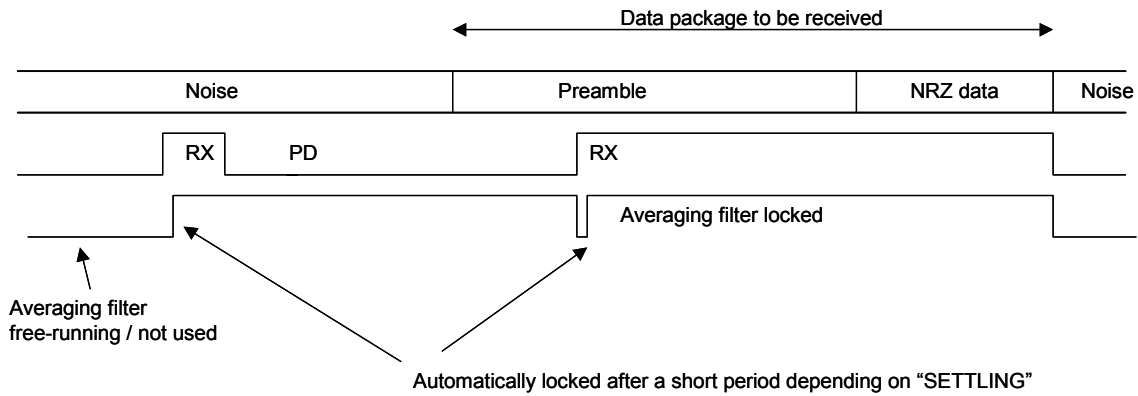 Data package to be received
Noise
Preamble
NRZ data
Noise
RX
PD
RX
Averaging filter locked
Averaging filter
free-running / not used
Automatically locked after a short period depending on “SETTLING”